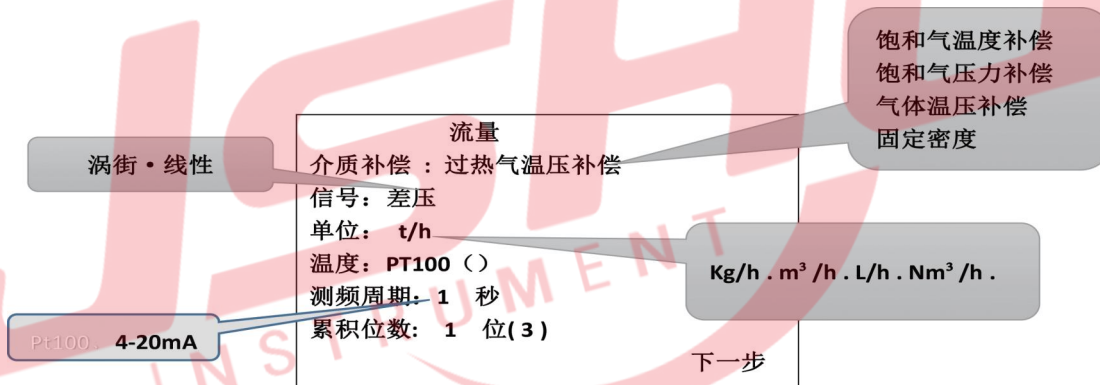 饱和气温度补偿
饱和气压力补偿
气体温压补偿
固定密度
流量
涡街·线性
介质补偿：过热气温压补偿
信号：差压
单位： t/h
Kg/h . m³ /h . L/h . Nm³ /h .
温度：PT100（）
测频周期：1 秒
累积位数： 1 位( 3 )
Pt100. 4-20mA
下一步
INSTRUMENT